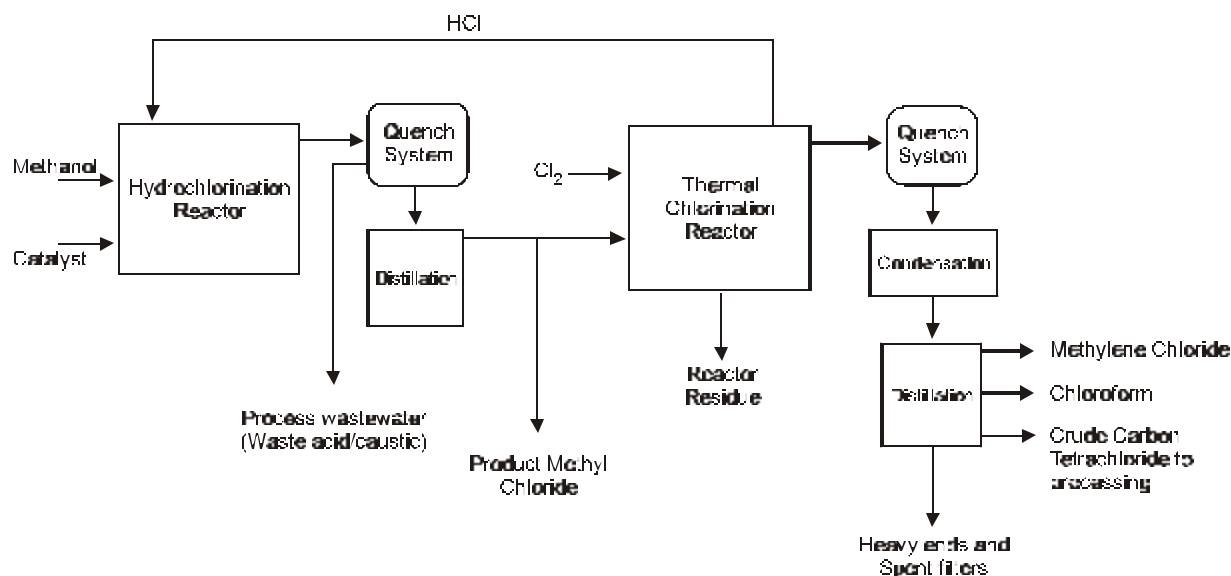 HCl
Quench
System
Quench
System
Methanol
Hydrochlorination
Reactor
Cl2
Thermal
Chlorination
Reactor
Catalyst
Distillation
Condensation
Reactor
Residue
Distillation
Methylene Chloride
Chloroform
Crude Carbon
Tetrachloride to
processing
Process wastewater
(Waste acid/caustic)
Product Methyl
Chloride
Heavy ends and
Spent filters